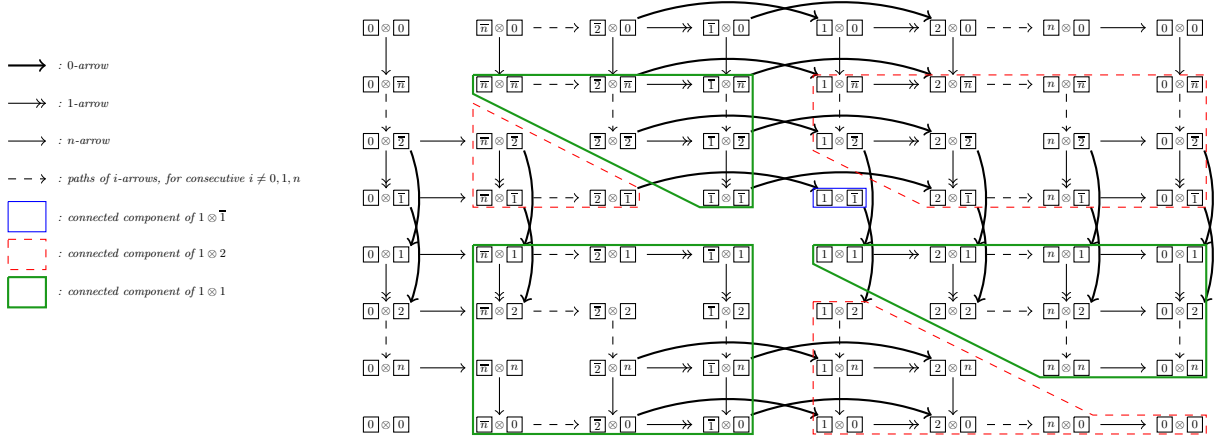 : 0-arrow
: 1-arrow
: n-arrow
: paths of i-arrows, for consecutive i ≠ 0, 1, n
: connected component of 1 ⊗ 1̅
: connected component of 1 ⊗ 2
: connected component of 1 ⊗ 1
0 ⊗ 0 n̅ ⊗ 0 2̅ ⊗ 0 1̅ ⊗ 0 1 ⊗ 0 2 ⊗ 0 n ⊗ 0 0 ⊗ 0
0 ⊗ n̅ n̅ ⊗ n̅ 2̅ ⊗ n̅ 1̅ ⊗ n̅ 1 ⊗ n̅ 2 ⊗ n̅ n ⊗ n̅ 0 ⊗ n̅
0 ⊗ 2̅ n̅ ⊗ 2̅ 2̅ ⊗ 2̅ 1̅ ⊗ 2̅ 1 ⊗ 2̅ 2 ⊗ 2̅ n ⊗ 2̅ 0 ⊗ 2̅
0 ⊗ 1̅ n̅ ⊗ 1̅ 2̅ ⊗ 1̅ 1̅ ⊗ 1̅ 1 ⊗ 1̅ 2 ⊗ 1̅ n ⊗ 1̅ 0 ⊗ 1̅
0 ⊗ 1 n̅ ⊗ 1 2̅ ⊗ 1 1̅ ⊗ 1 1 ⊗ 1 2 ⊗ 1 n ⊗ 1 0 ⊗ 1
0 ⊗ 2 n̅ ⊗ 2 2̅ ⊗ 2 1̅ ⊗ 2 1 ⊗ 2 2 ⊗ 2 n ⊗ 2 0 ⊗ 2
0 ⊗ n n̅ ⊗ n 2̅ ⊗ n 1̅ ⊗ n 1 ⊗ n 2 ⊗ n n ⊗ n 0 ⊗ n
0 ⊗ 0 n̅ ⊗ 0 2̅ ⊗ 0 1̅ ⊗ 0 1 ⊗ 0 2 ⊗ 0 n ⊗ 0 0 ⊗ 0